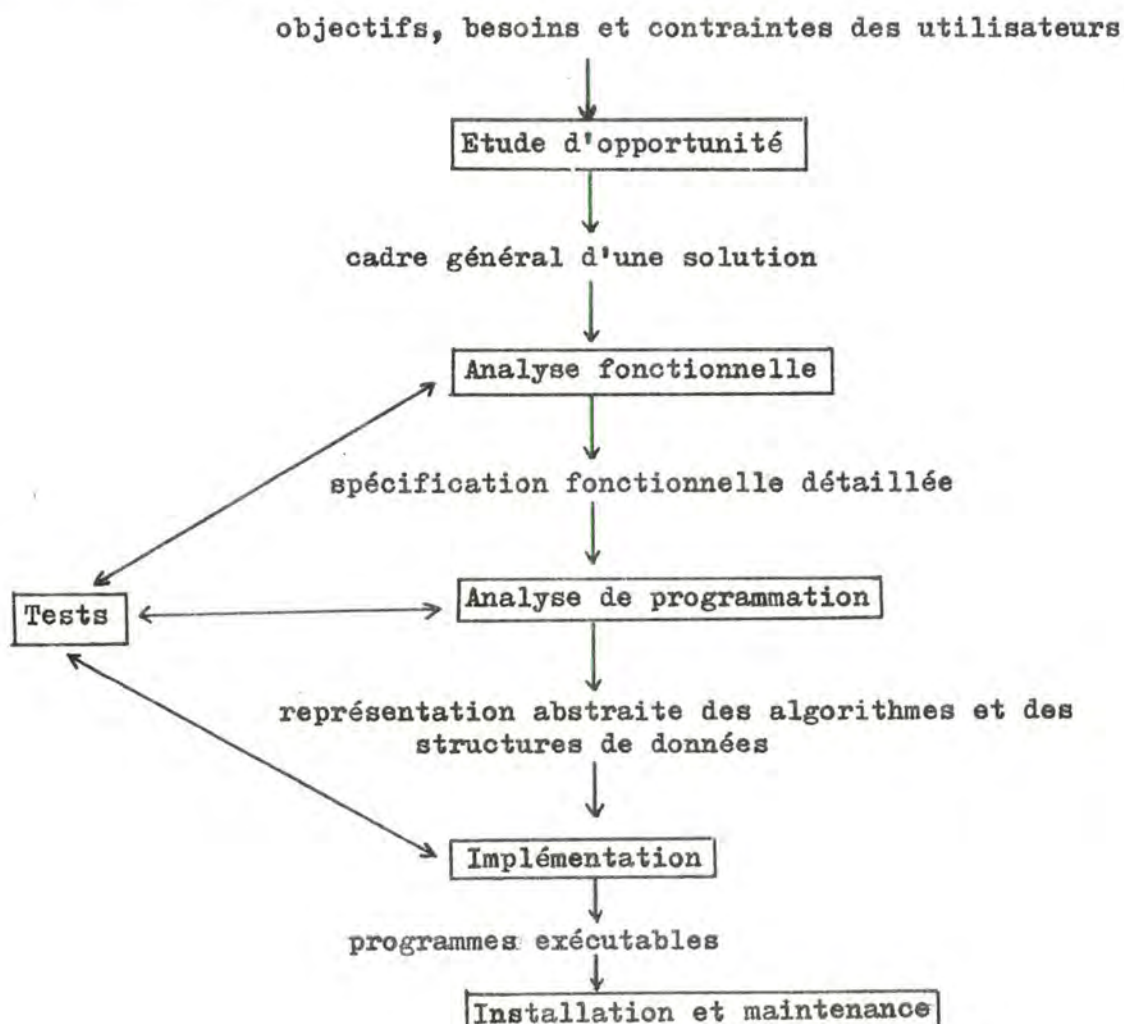 objectifs, besoins et contraintes des utilisateurs
Etude d'opportunité
cadre général d'une solution
Analyse fonctionnelle
spécification fonctionnelle détaillée
Analyse de programmation
Tests
représentation abstraite des algorithmes et des
structures de données
Implémentation
programmes exécutables
Installation et maintenance